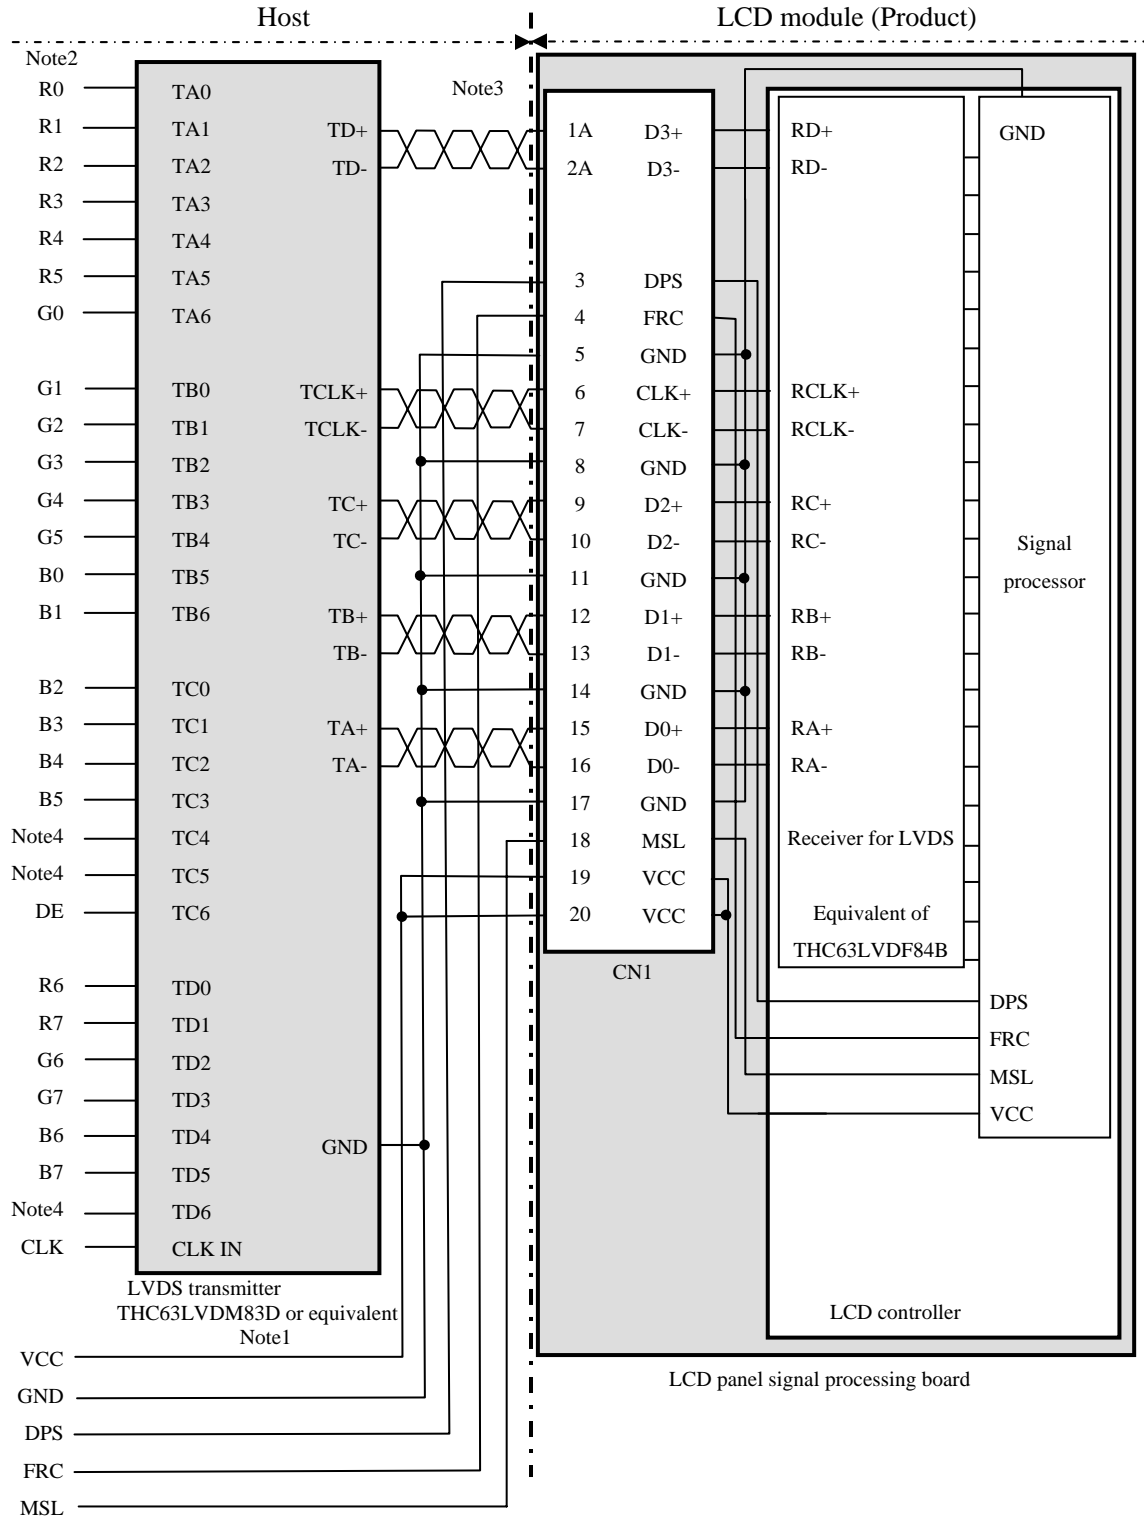 Host LCD module (Product)
Note2
Note3
R0 TA0
R1 TA1 TD+ 1A D3+ RD+ GND
R2 TA2 TD- 2A D3- RD-
R3 TA3
R4 TA4
R5 TA5 3 DPS
G0 TA6 4 FRC
5 GND
G1 TB0 TCLK+ 6 CLK+ RCLK+
G2 TB1 TCLK- 7 CLK- RCLK-
G3 TB2 8 GND
G4 TB3 TC+ 9 D2+ RC+
G5 TB4 TC- 10 D2- RC- Signal
B0 TB5 11 GND processor
B1 TB6 TB+ 12 D1+ RB+
TB- 13 D1- RB-
B2 TC0 14 GND
B3 TC1 TA+ 15 D0+ RA+
B4 TC2 TA- 16 D0- RA-
B5 TC3 17 GND
Note4 TC4 18 MSL Receiver for LVDS
Note4 TC5 19 VCC
DE TC6 20 VCC Equivalent of
THC63LVDF84B
CN1
R6 TD0
R7 TD1 DPS
G6 TD2 FRC
G7 TD3 MSL
B6 TD4 GND VCC
B7 TD5
Note4 TD6
CLK CLK IN
LVDS transmitter
THC63LVDM83D or equivalent
Note1
LCD controller
VCC
LCD panel signal processing board
GND
DPS
FRC
MSL